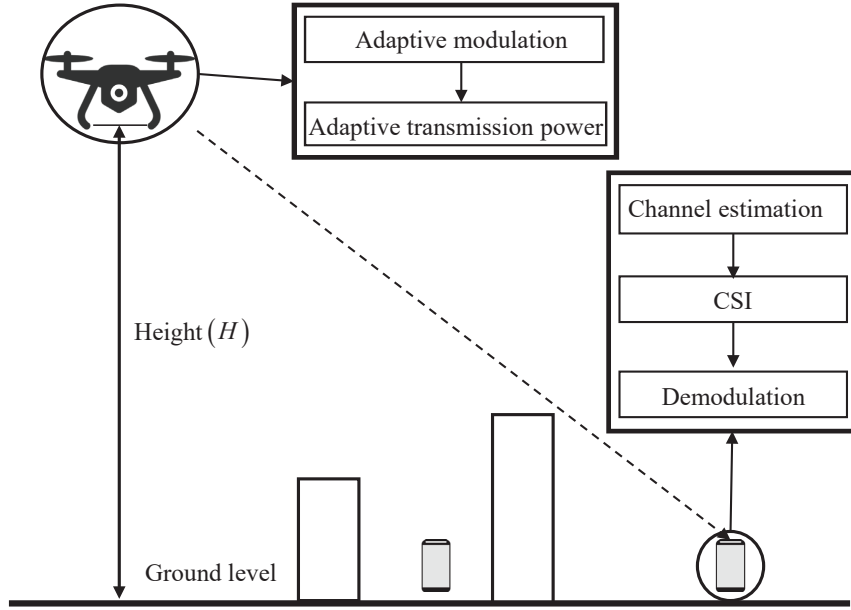 Adaptive modulation
Adaptive transmission power
Channel estimation
CSI
Demodulation
Height (H)
Ground level